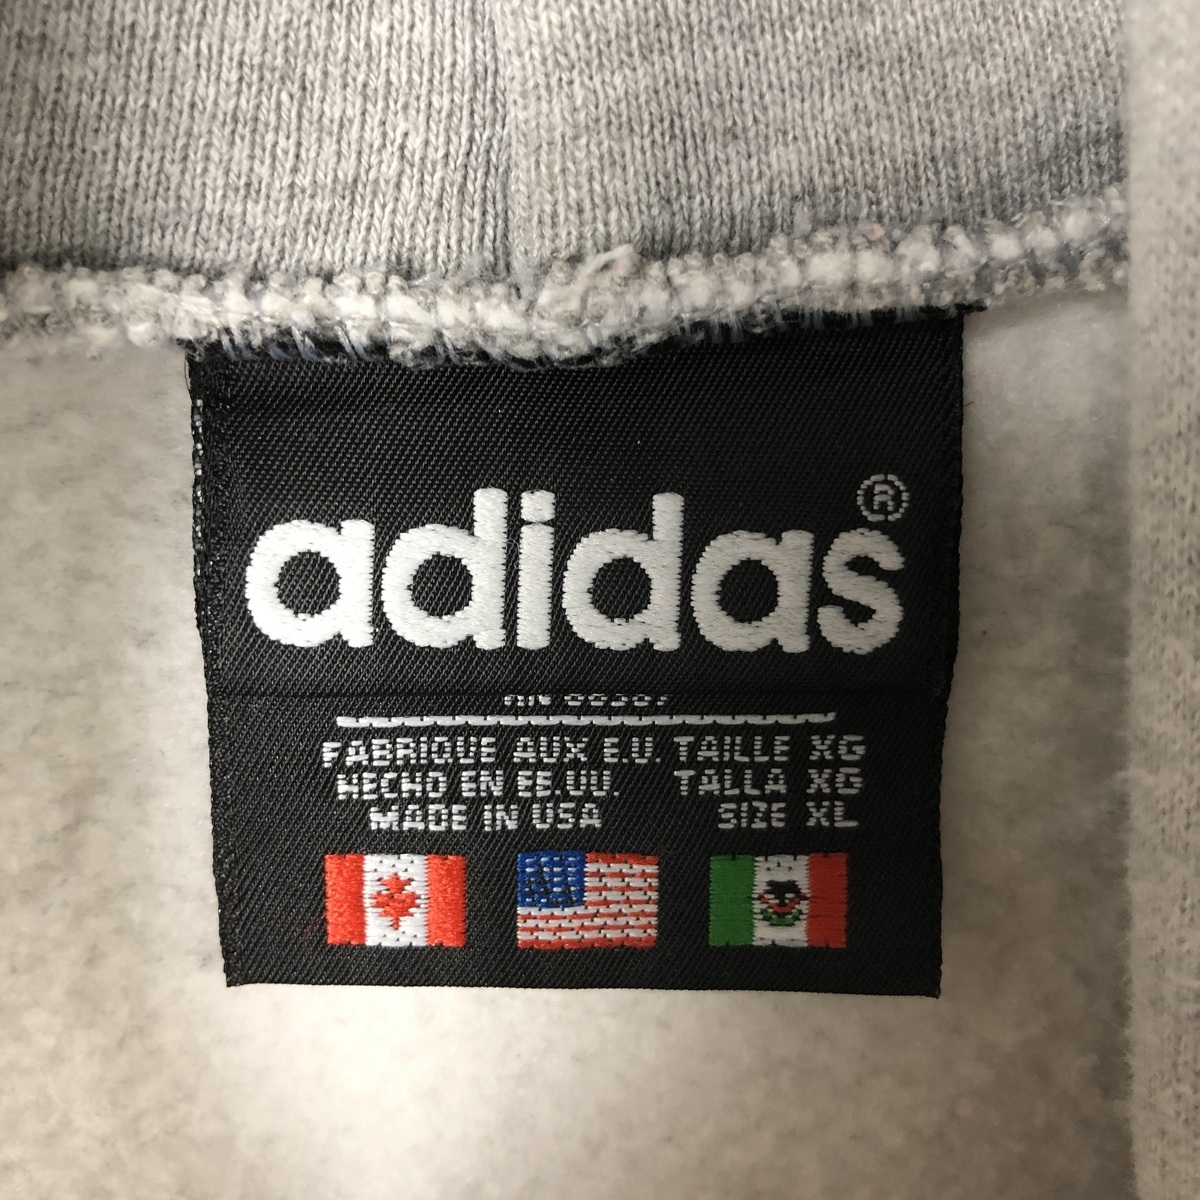 adidas®
FABRIQUE AUX E.U. TAILLE XG
HECHO EN EE.UU. TALLA XG
MADE IN USA SIZE XL